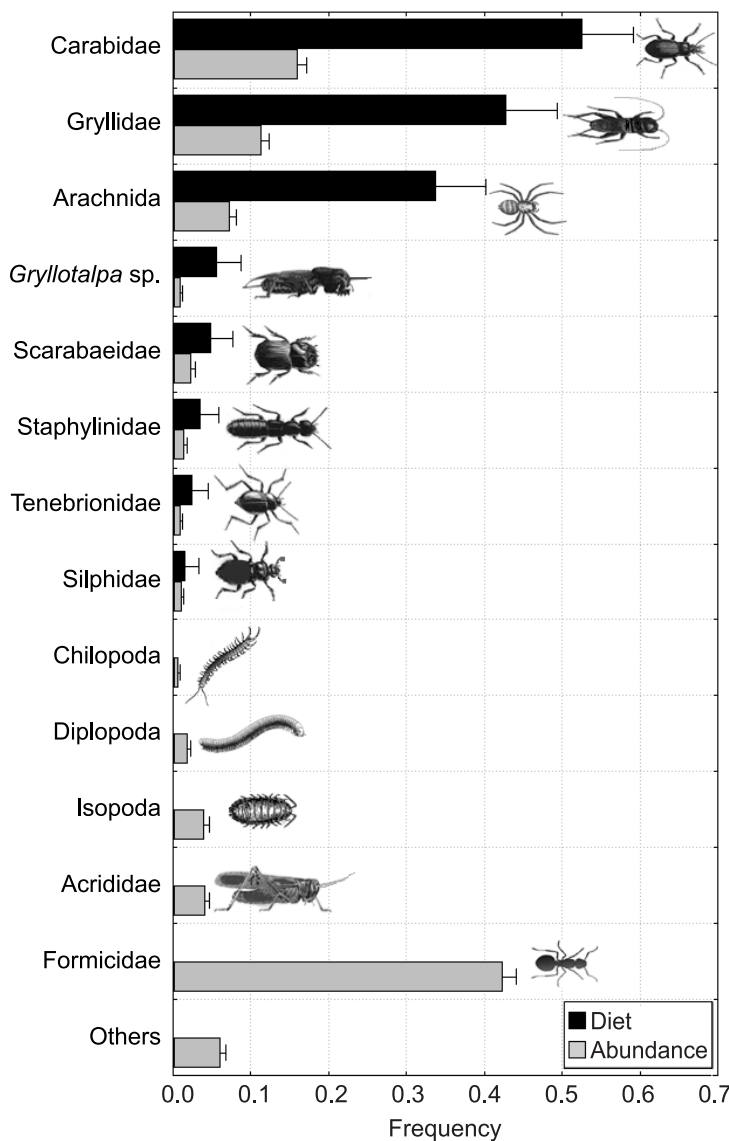 Carabidae
Gryllidae
Arachnida
Gryllotalpa sp.
Scarabaeidae
Staphylinidae
Tenebrionidae
Silphidae
Chilopoda
Diplopoda
Isopoda
Acrididae
Formicidae
Others
Diet
Abundance
0.0 0.1 0.2 0.3 0.4 0.5 0.6 0.7
Frequency